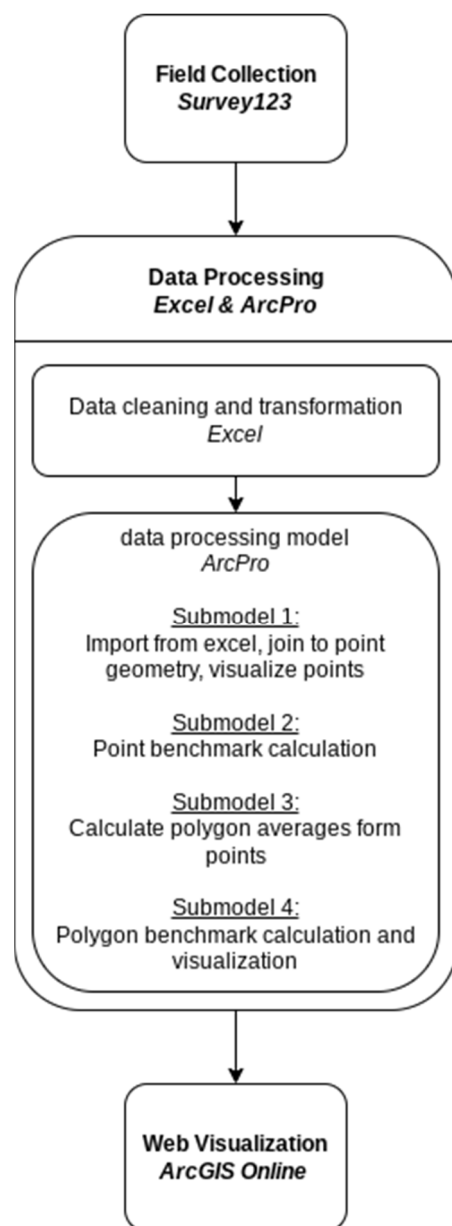 Field Collection
Survey123
Data Processing
Excel & ArcPro
Data cleaning and transformation
Excel
data processing model
ArcPro
Submodel 1:
Import from excel, join to point
geometry, visualize points
Submodel 2:
Point benchmark calculation
Submodel 3:
Calculate polygon averages form
points
Submodel 4:
Polygon benchmark calculation and
visualization
Web Visualization
ArcGIS Online